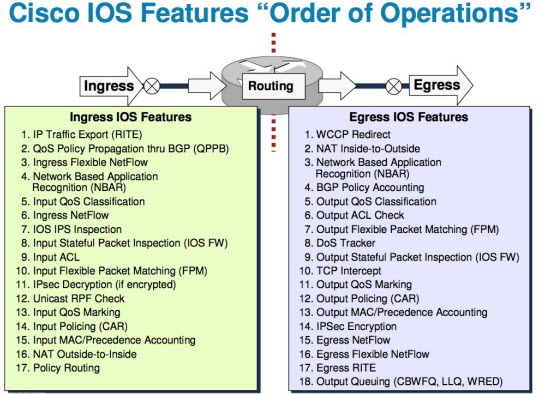 Cisco IOS Features “Order of Operations”
Ingress
Routing
Egress
Ingress IOS Features
1. IP Traffic Export (RITE)
2. QoS Policy Propagation thru BGP (QPPB)
3. Ingress Flexible NetFlow
4. Network Based Application
Recognition (NBAR)
5. Input QoS Classification
6. Ingress NetFlow
7. IOS IPS Inspection
8. Input Stateful Packet Inspection (IOS FW)
9. Input ACL
10. Input Flexible Packet Matching (FPM)
11. IPsec Decryption (if encrypted)
12. Unicast RPF Check
13. Input QoS Marking
14. Input Policing (CAR)
15. Input MAC/Precedence Accounting
16. NAT Outside-to-Inside
17. Policy Routing
Egress IOS Features
1. WCCP Redirect
2. NAT Inside-to-Outside
3. Network Based Application
Recognition (NBAR)
4. BGP Policy Accounting
5. Output QoS Classification
6. Output ACL Check
7. Output Flexible Packet Matching (FPM)
8. DoS Tracker
9. Output Stateful Packet Inspection (IOS FW)
10. TCP Intercept
11. Output QoS Marking
12. Output Policing (CAR)
13. Output MAC/Precedence Accounting
14. IPSec Encryption
15. Egress NetFlow
16. Egress Flexible NetFlow
17. Egress RITE
18. Output Queuing (CBWFQ, LLQ, WRED)